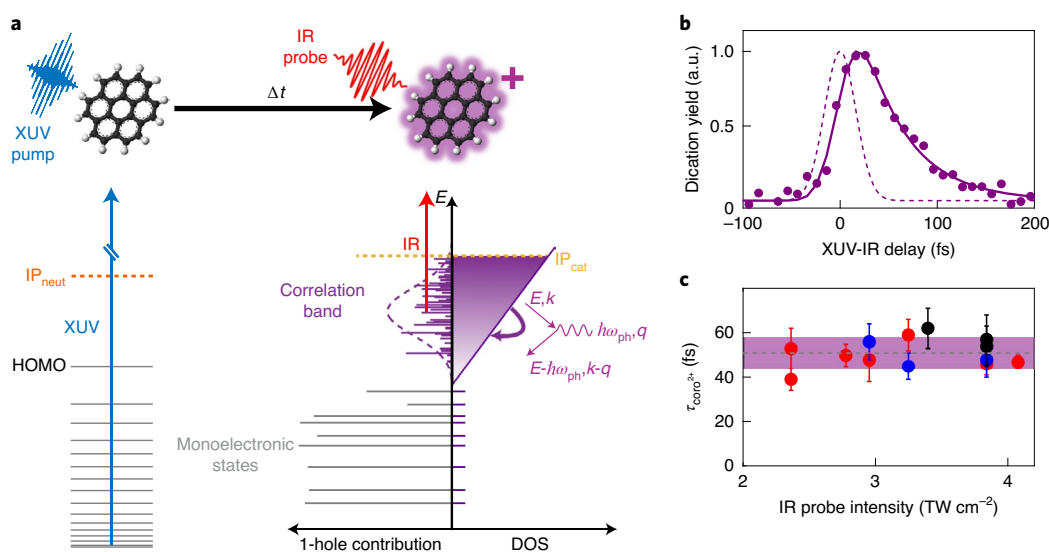 a
XUV
pump
Δt
IR
probe
+
E
IR
IP_neut
XUV
HOMO
Correlation
band
Monoelectronic
states
IP_cat
E,k
ħω_ph,q
E-ħω_ph,k-q
1-hole contribution
DOS
b
Dication yield (a.u.)
1.0
0.5
0
–100
0
100
200
XUV-IR delay (fs)
c
τ_coro²⁺ (fs)
80
60
40
20
0
2
3
4
IR probe intensity (TW cm⁻²)